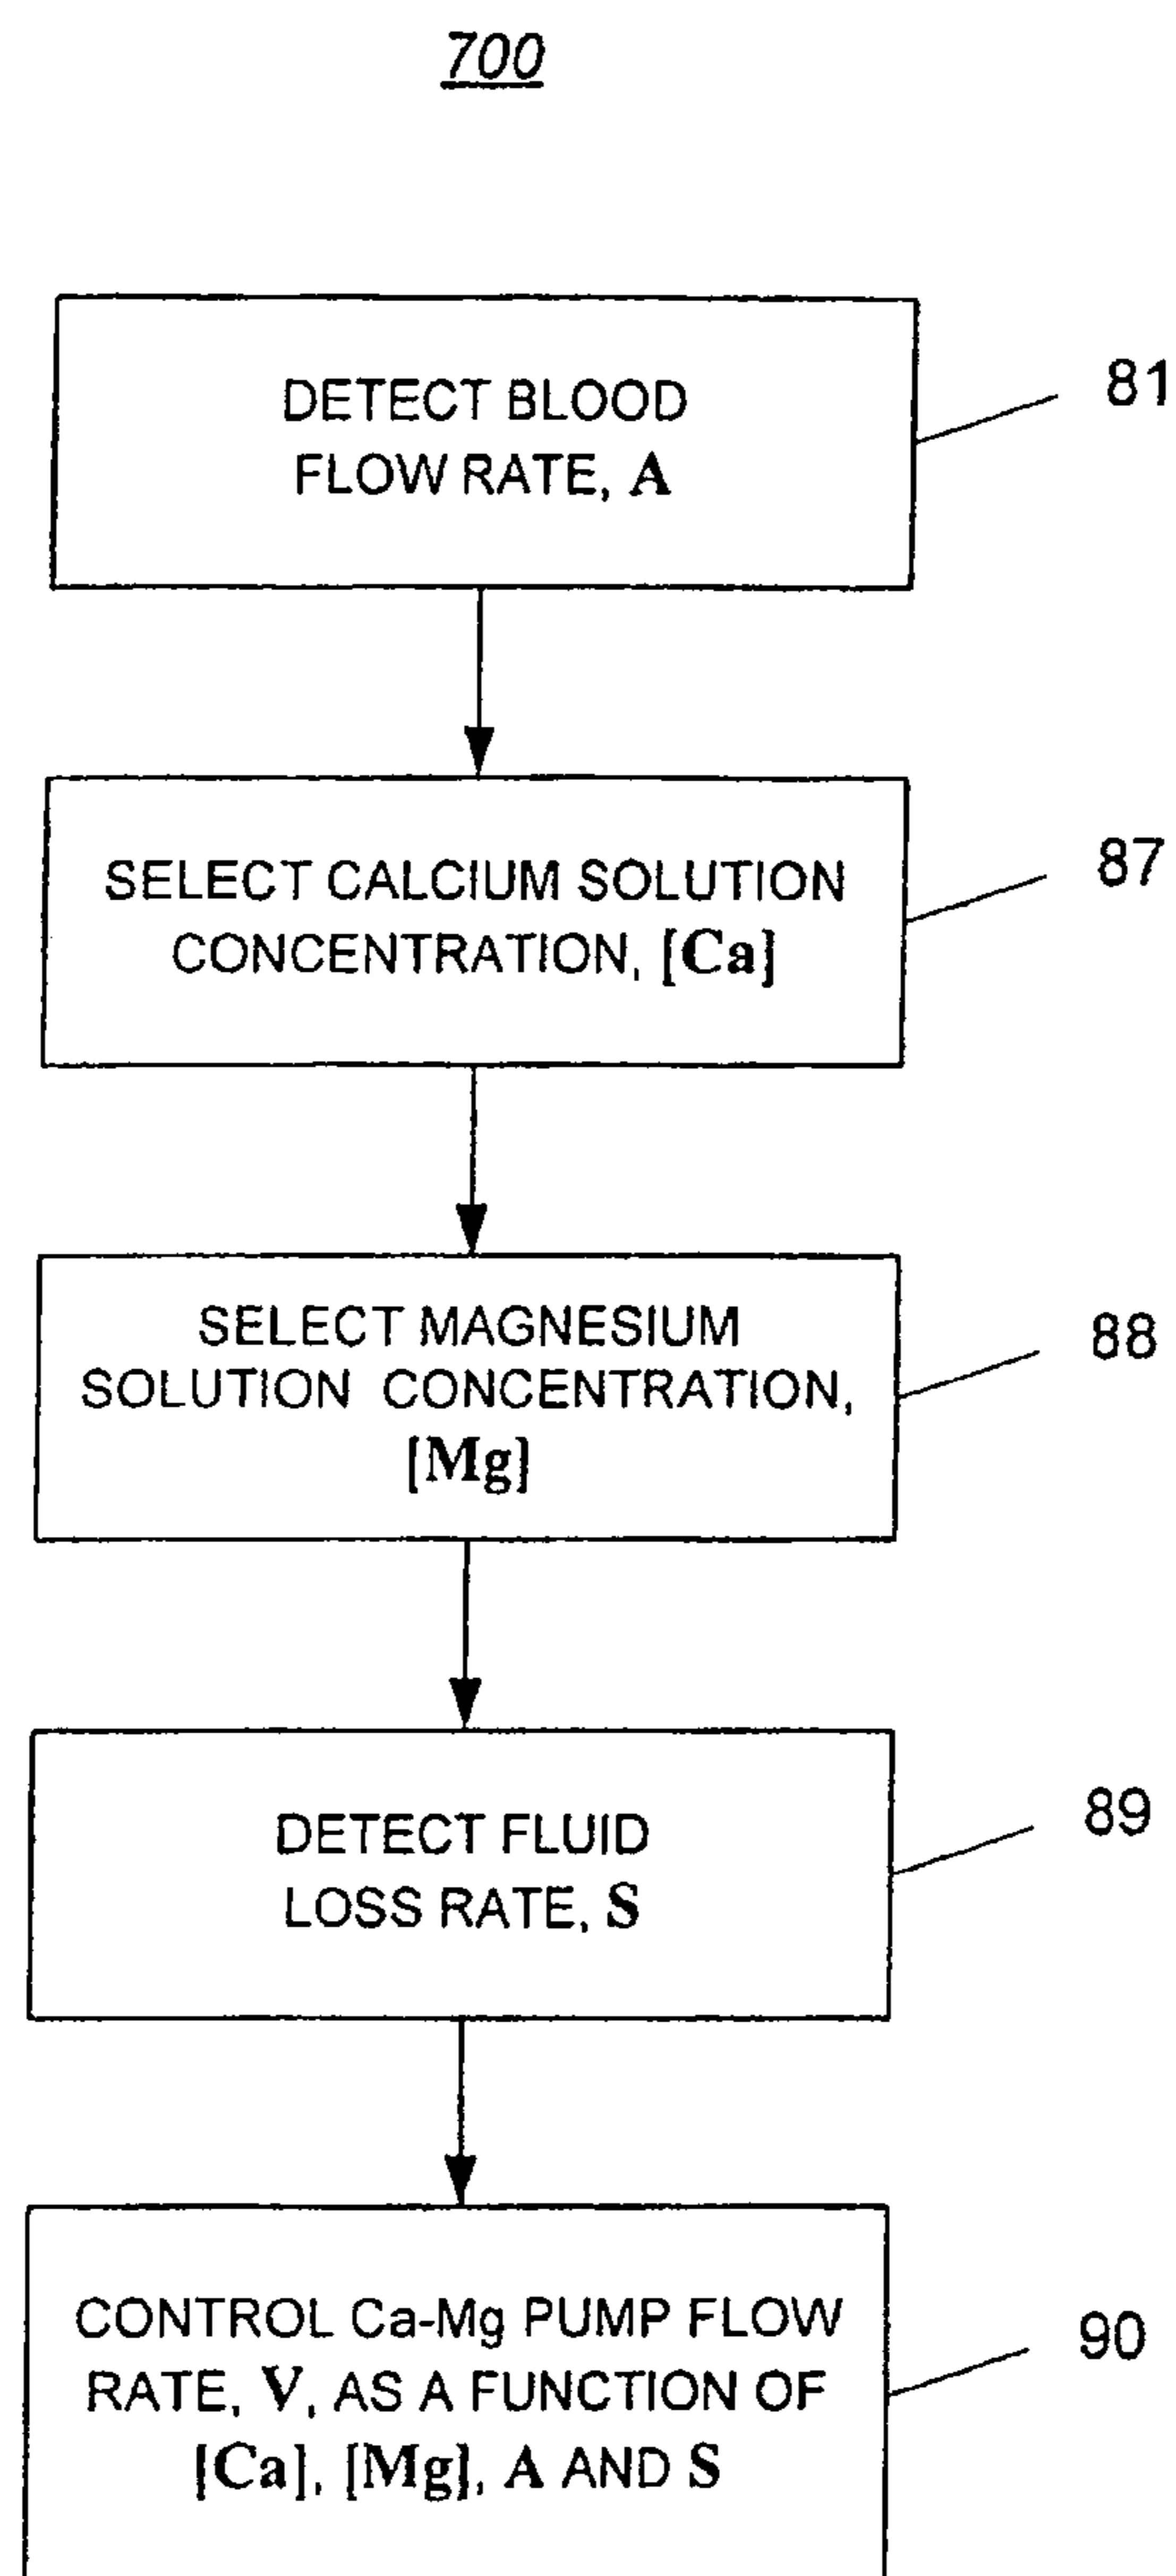 700
DETECT BLOOD
FLOW RATE, A
81
SELECT CALCIUM SOLUTION
CONCENTRATION, [Ca]
87
SELECT MAGNESIUM
SOLUTION CONCENTRATION,
[Mg]
88
DETECT FLUID
LOSS RATE, S
89
CONTROL Ca-Mg PUMP FLOW
RATE, V, AS A FUNCTION OF
[Ca], [Mg], A AND S
90